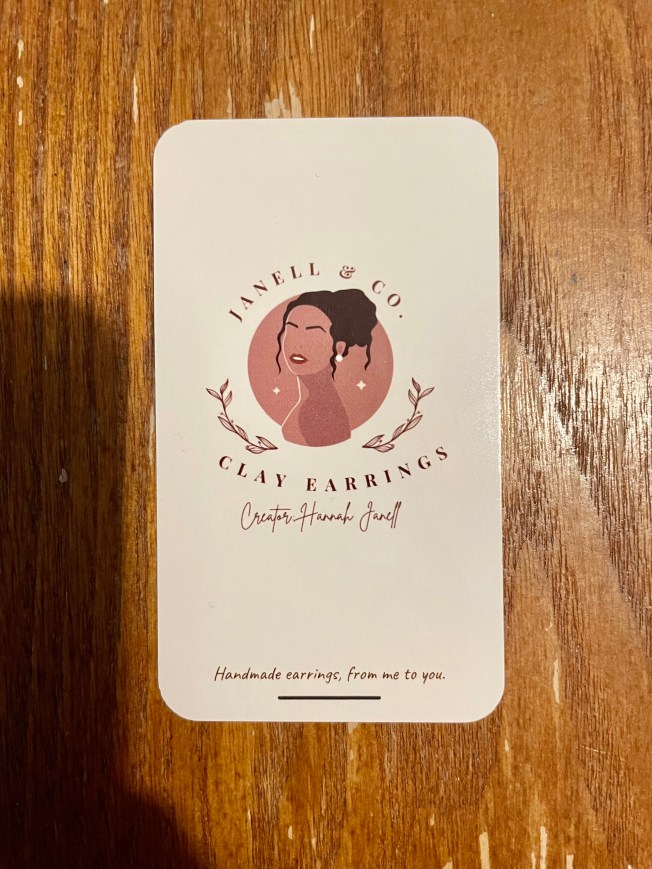 JANELL & CO.
CLAY EARRINGS
Creator: Hannah Janell
Handmade earrings, from me to you.